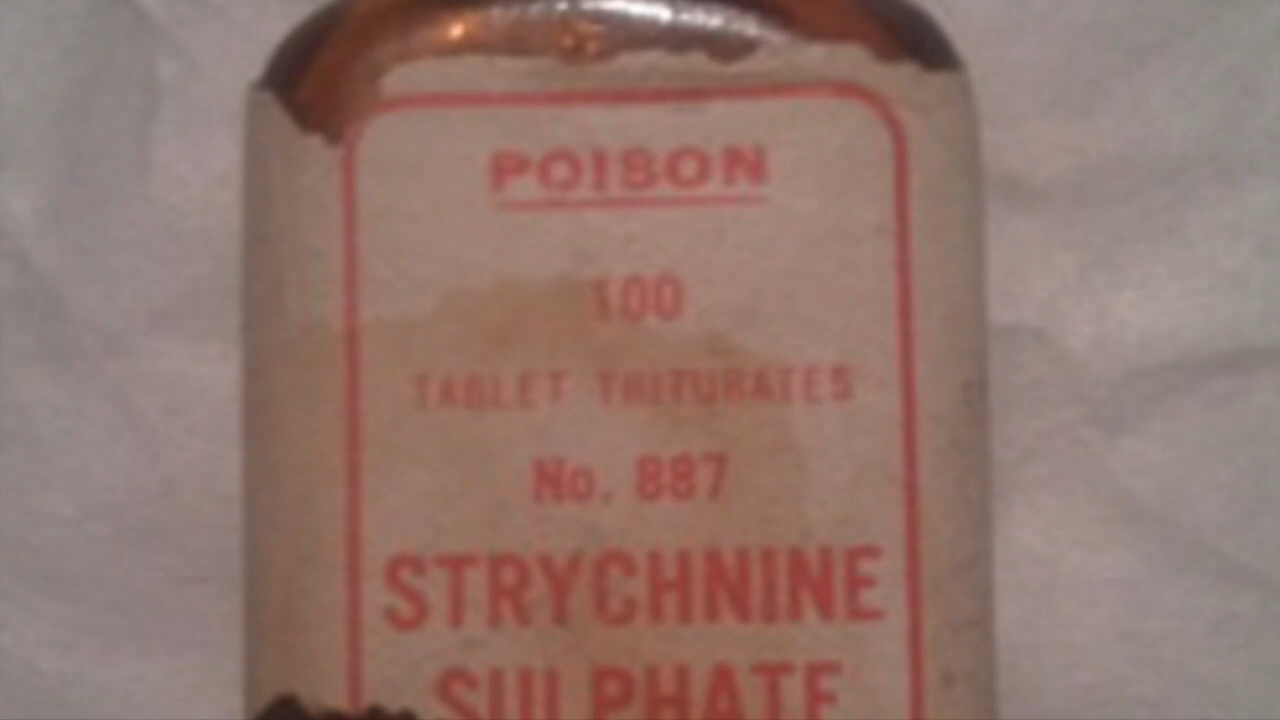 POISON
100
TABLET TRITURATES
No. 887
STRYCHNINE
SULPHATE